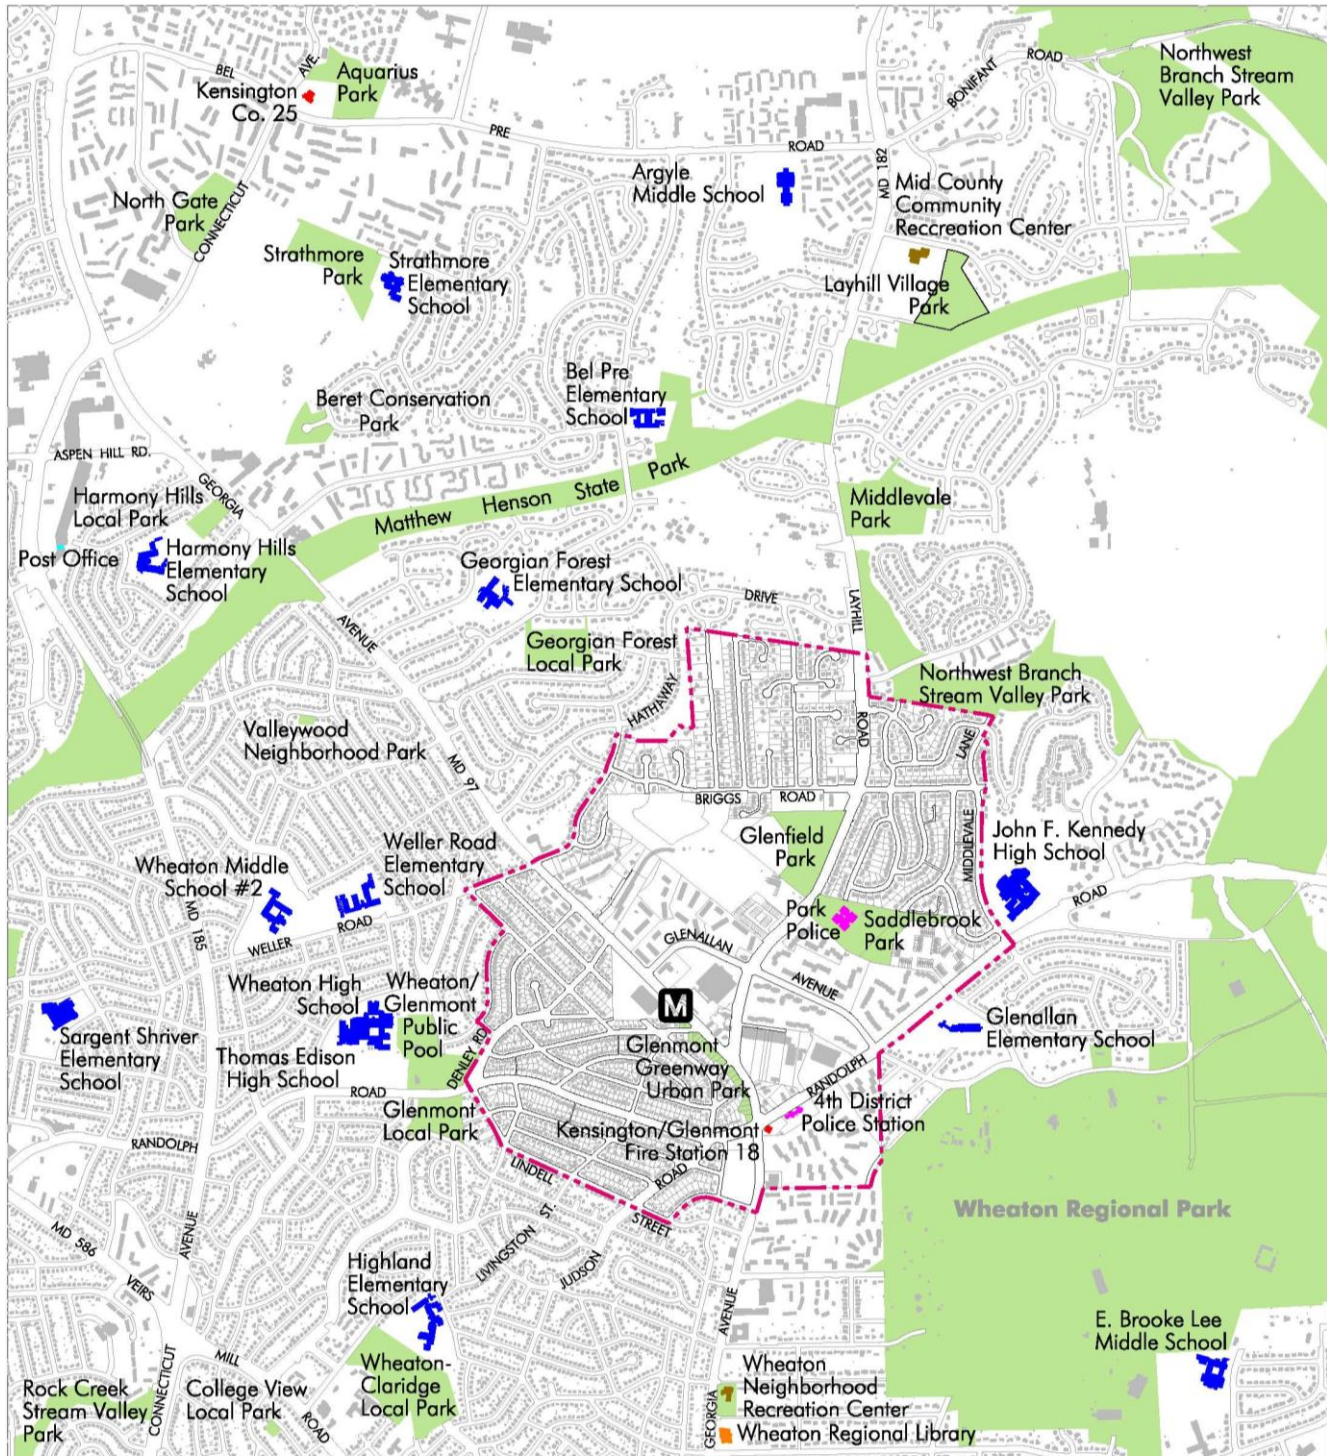 BEL
AVE.
Kensington
Co. 25
Aquarius
Park
PRE
ROAD
BONIFANT
ROAD
Northwest
Branch Stream
Valley Park
MD 182
Argyle
Middle School
Mid County
Community
Reccreation Center
North Gate
Park
CONNECTICUT
Strathmore
Park
Strathmore
Elementary
School
Layhill Village
Park
Bel Pre
Elementary
School
Beret Conservation
Park
ASPEN HILL RD.
GEORGIA
Harmony Hills
Local Park
Matthew Henson State Park
Middlevale
Park
Post Office
Harmony Hills
Elementary
School
Georgian Forest
Elementary School
DRIVE
LAYHILL
AVENUE
Georgian Forest
Local Park
HATHAWAY
Northwest Branch
Stream Valley Park
ROAD
LANE
Valleywood
Neighborhood Park
MD 97
BRIGGS
ROAD
Glenfield
Park
MIDDLEVALE
John F. Kennedy
High School
ROAD
Wheaton Middle
School #2
Weller Road
Elementary
School
MD 185
WELLER
ROAD
Park
Police
Saddlebrook
Park
GLENALLAN
AVENUE
Wheaton High
School
Wheaton/
Glenmont
Public
Pool
M
Sargent Shriver
Elementary
School
Thomas Edison
High School
DENLEY RD.
Glenmont
Greenway
Urban Park
Glenallan
Elementary School
RANDOLPH
ROAD
Glenmont
Local Park
4th District
Police Station
Kensington/Glenmont
Fire Station 18
RANDOLPH
LINDELL
ROAD
STREET
Wheaton Regional Park
MD 586
AVENUE
VEIRS
LIVINGSTON ST.
JUDSON
Highland
Elementary
School
AVENUE
E. Brooke Lee
Middle School
MILL
ROAD
CONNECTICUT
Rock Creek
Stream Valley
Park
College View
Local Park
Wheaton-
Claridge
Local Park
GEORGIA
Wheaton
Neighborhood
Recreation Center
Wheaton Regional Library